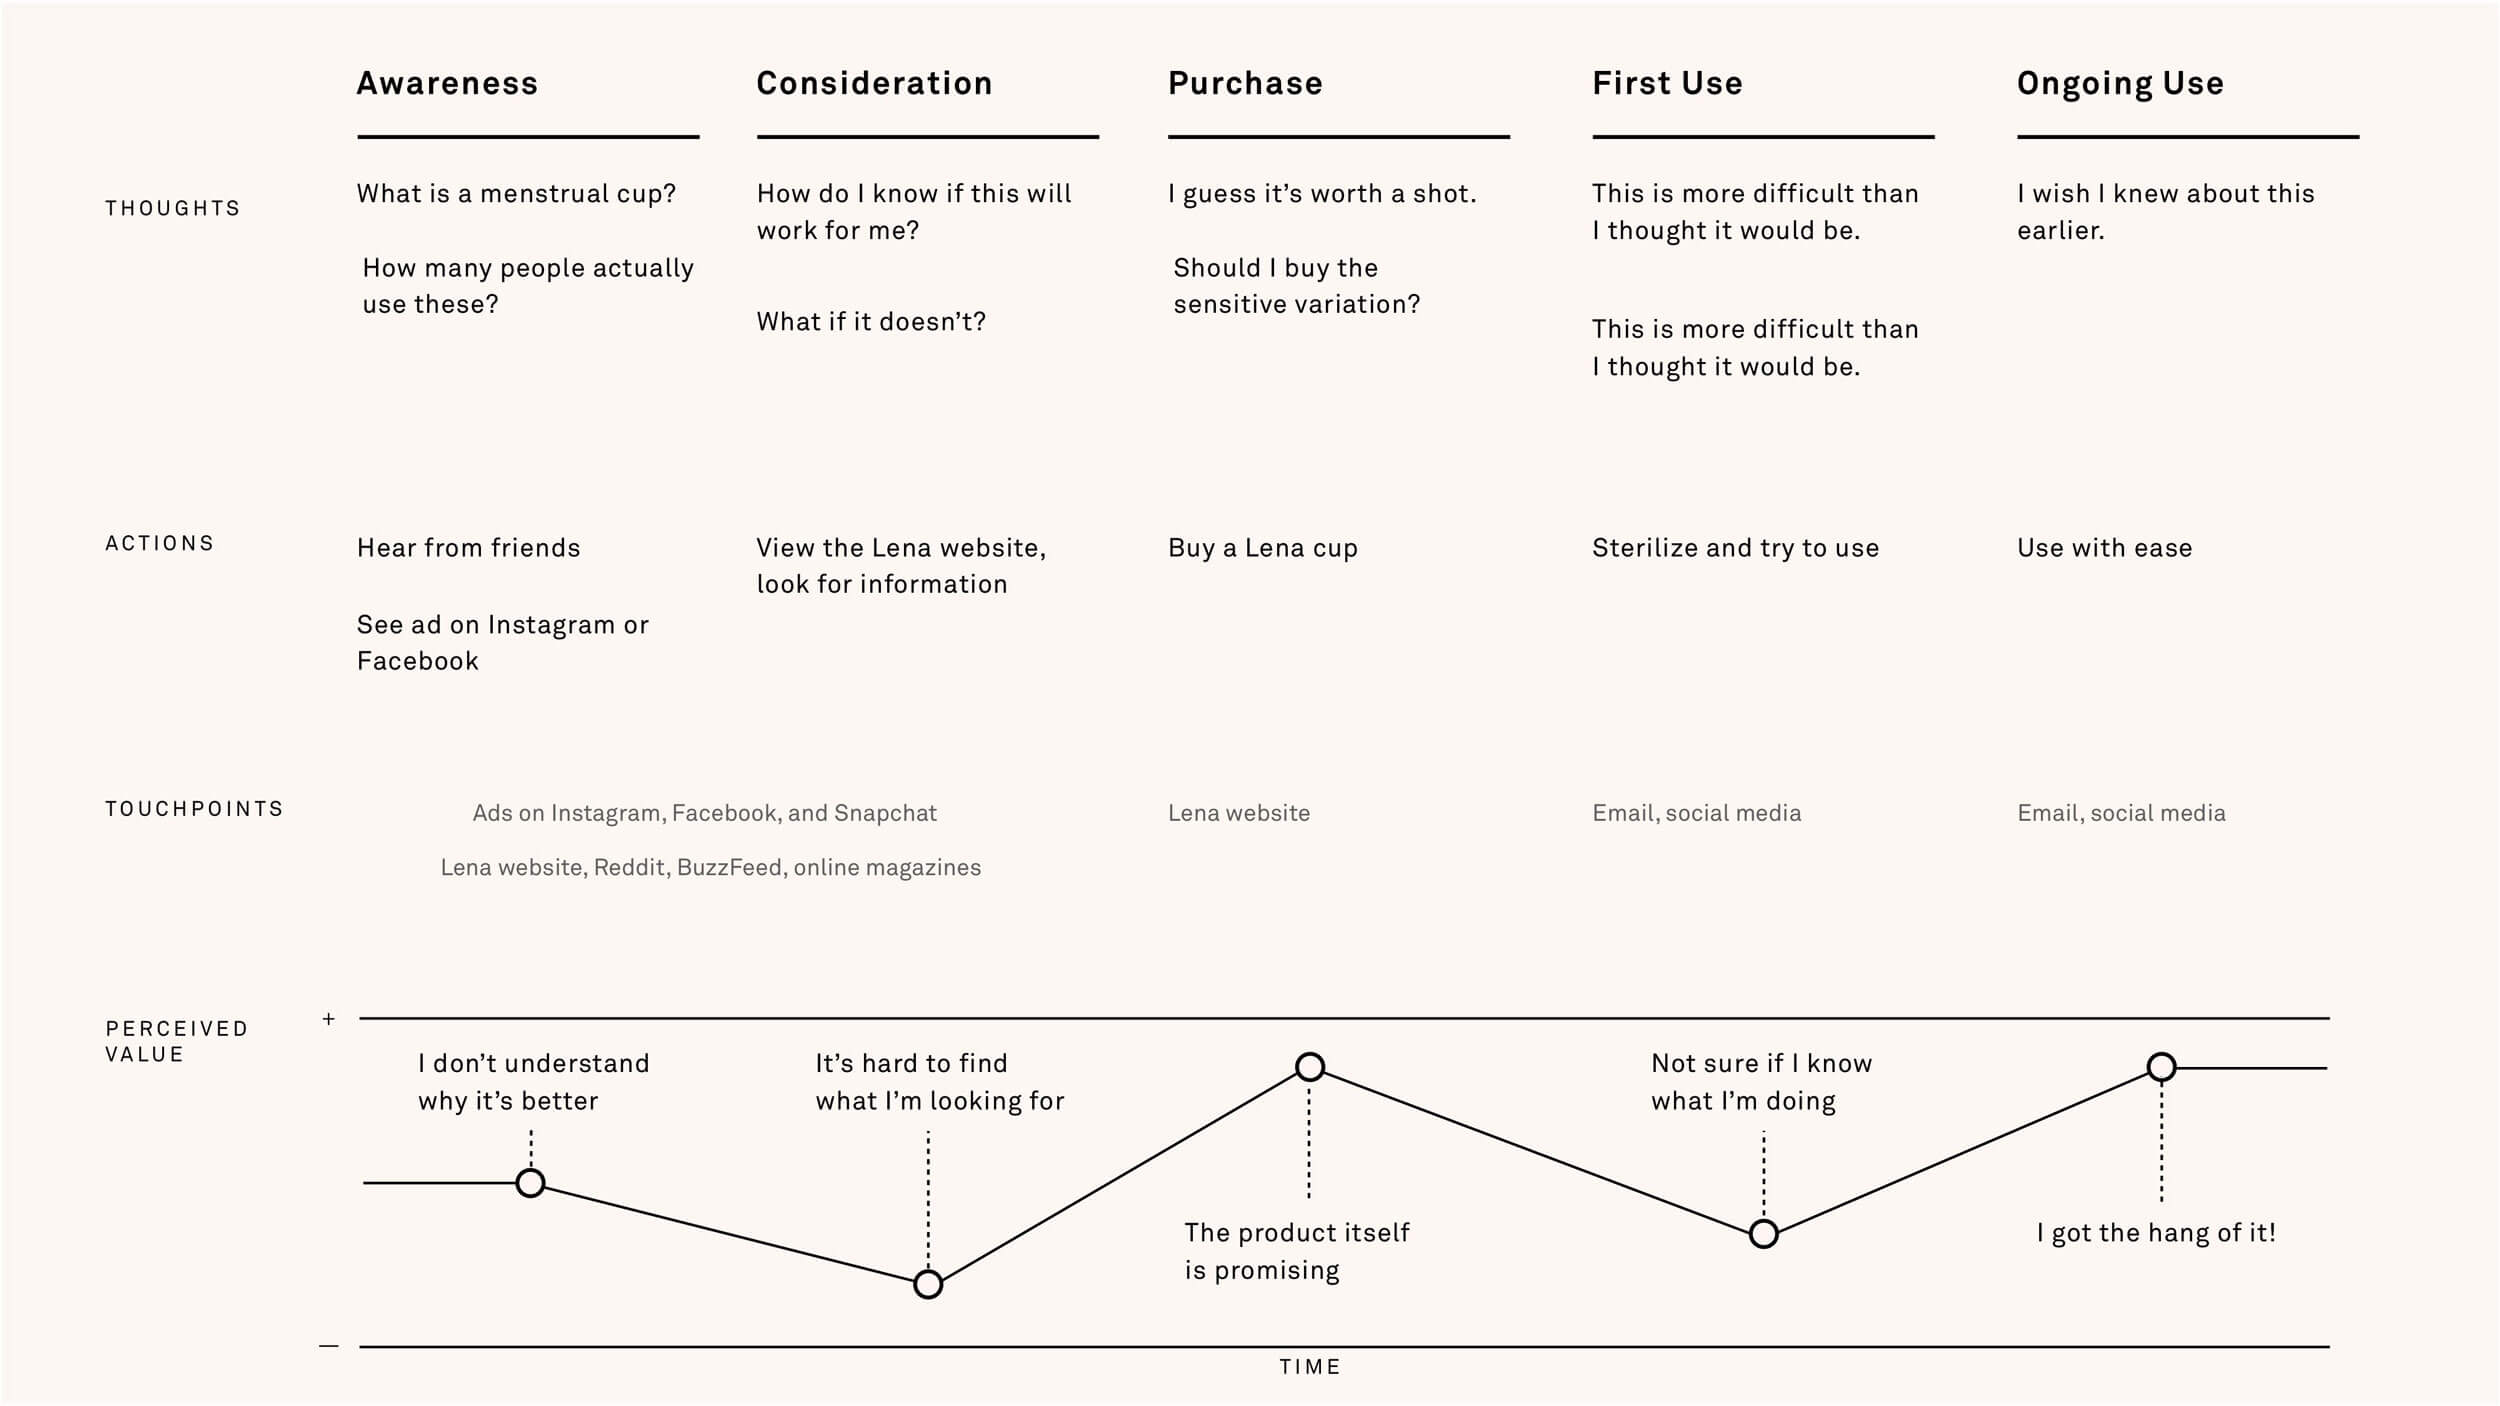 Awareness
Consideration
Purchase
First Use
Ongoing Use
THOUGHTS
What is a menstrual cup?
How many people actually
use these?
How do I know if this will
work for me?
What if it doesn’t?
I guess it’s worth a shot.
Should I buy the
sensitive variation?
This is more difficult than
I thought it would be.
This is more difficult than
I thought it would be.
I wish I knew about this
earlier.
ACTIONS
Hear from friends
See ad on Instagram or
Facebook
View the Lena website,
look for information
Buy a Lena cup
Sterilize and try to use
Use with ease
TOUCHPOINTS
Ads on Instagram, Facebook, and Snapchat
Lena website, Reddit, BuzzFeed, online magazines
Lena website
Email, social media
Email, social media
PERCEIVED
VALUE
+
I don’t understand
why it’s better
It’s hard to find
what I’m looking for
The product itself
is promising
Not sure if I know
what I’m doing
I got the hang of it!
—
TIME